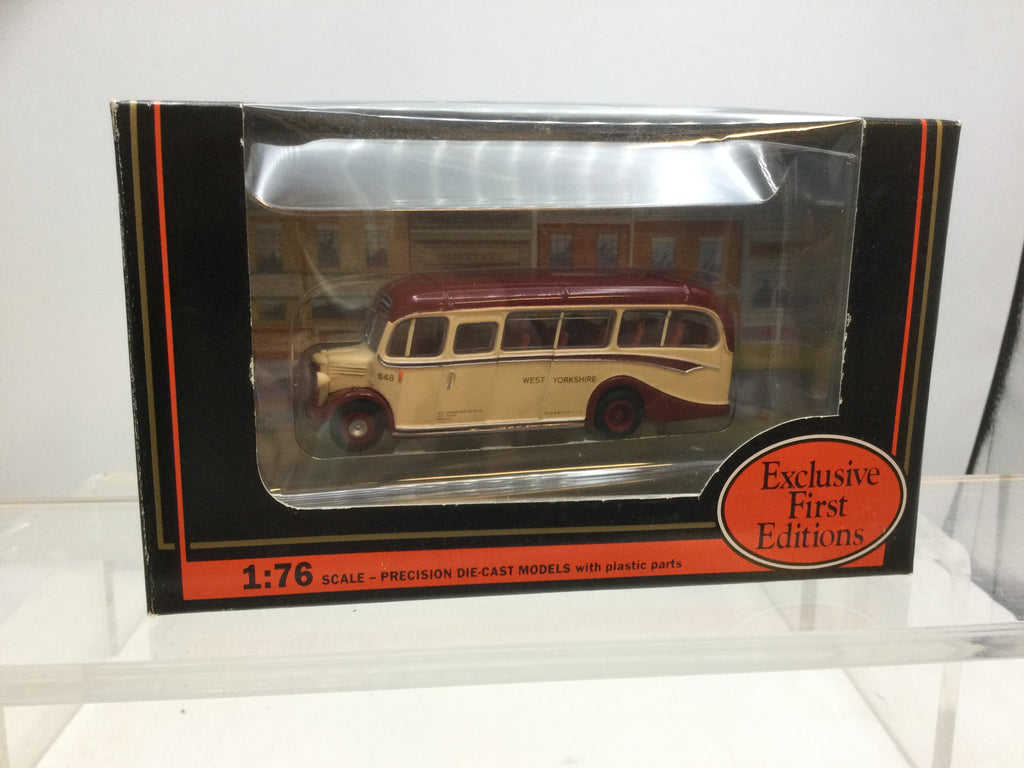 848
WEST YORKSHIRE
Exclusive
First
Editions
1:76 SCALE – PRECISION DIE-CAST MODELS with plastic parts